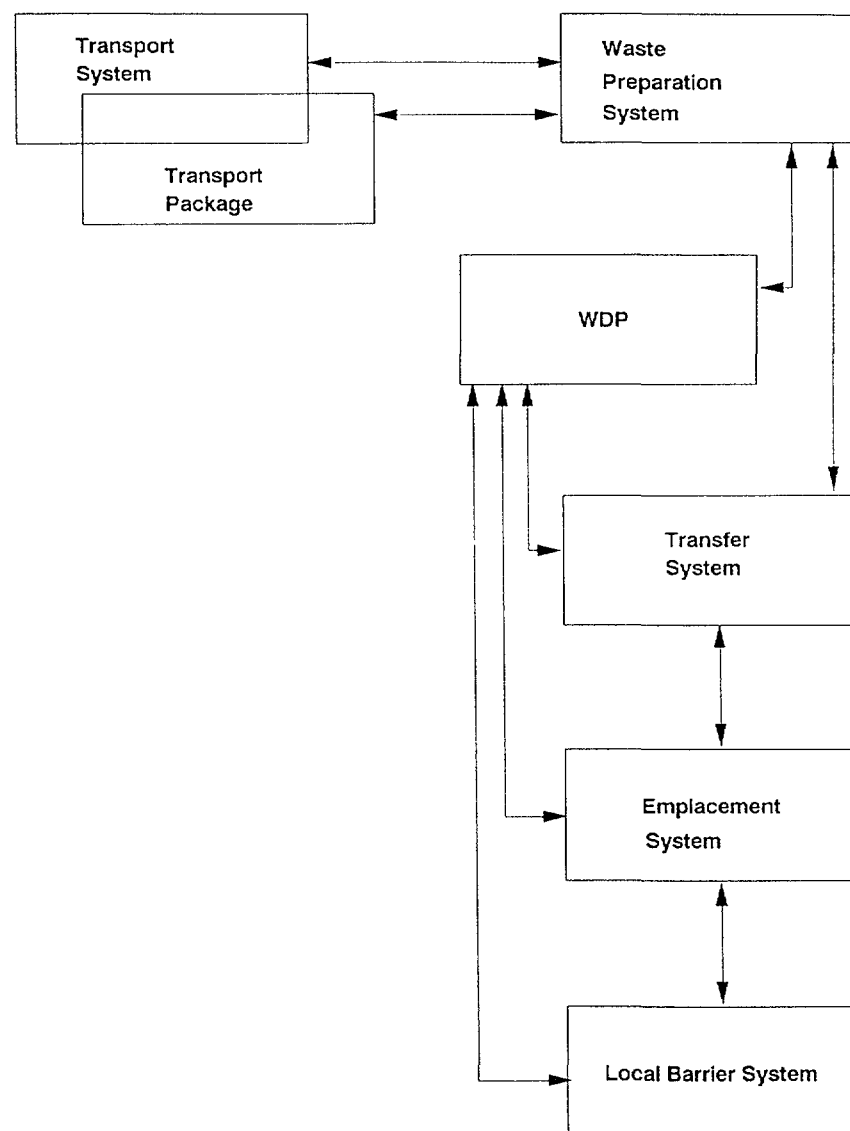 Transport
System
Transport
Package
Waste
Preparation
System
WDP
Transfer
System
Emplacement
System
Local Barrier System